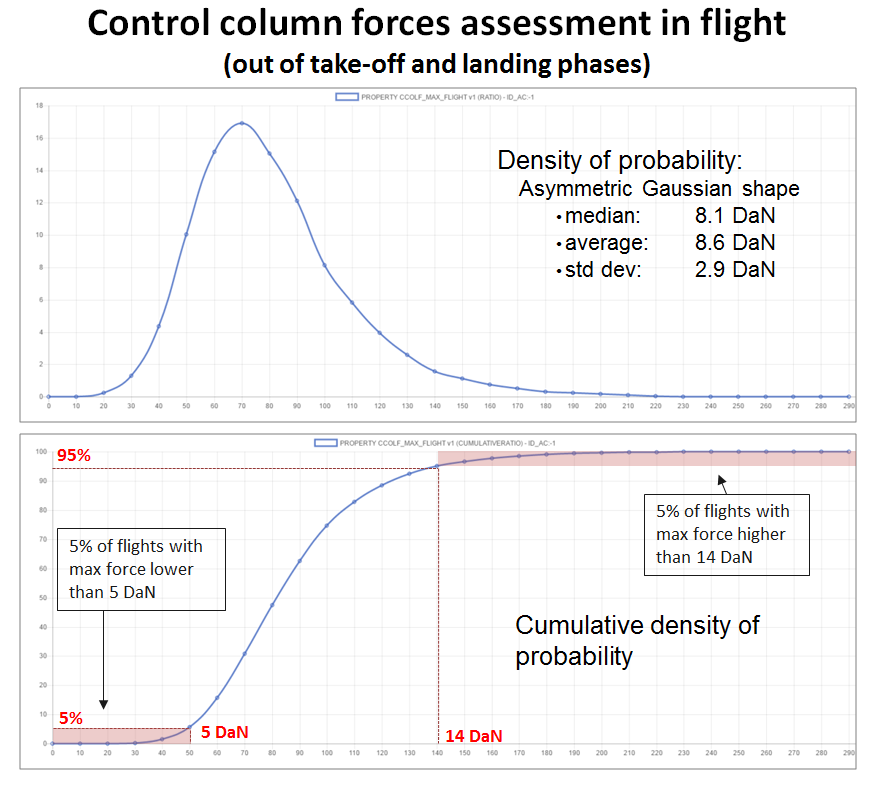 Control column forces assessment in flight
(out of take-off and landing phases)
PROPERTY CCOLF_MAX_FLIGHT v1 (RATIO) - ID_AC:-1
18
16
14
12
10
8
6
4
2
0
0 10 20 30 40 50 60 70 80 90 100 110 120 130 140 150 160 170 180 190 200 210 220 230 240 250 260 270 280 290
Density of probability:
Asymmetric Gaussian shape
•median: 8.1 DaN
•average: 8.6 DaN
•std dev: 2.9 DaN
PROPERTY CCOLF_MAX_FLIGHT v1 (CUMULATIVERATIO) - ID_AC:-1
100
90
80
70
60
50
40
30
20
10
0
0 10 20 30 40 50 60 70 80 90 100 110 120 130 140 150 160 170 180 190 200 210 220 230 240 250 260 270 280 290
95%
5% of flights with
max force lower
than 5 DaN
5% of flights with
max force higher
than 14 DaN
Cumulative density of
probability
5%
5 DaN
14 DaN